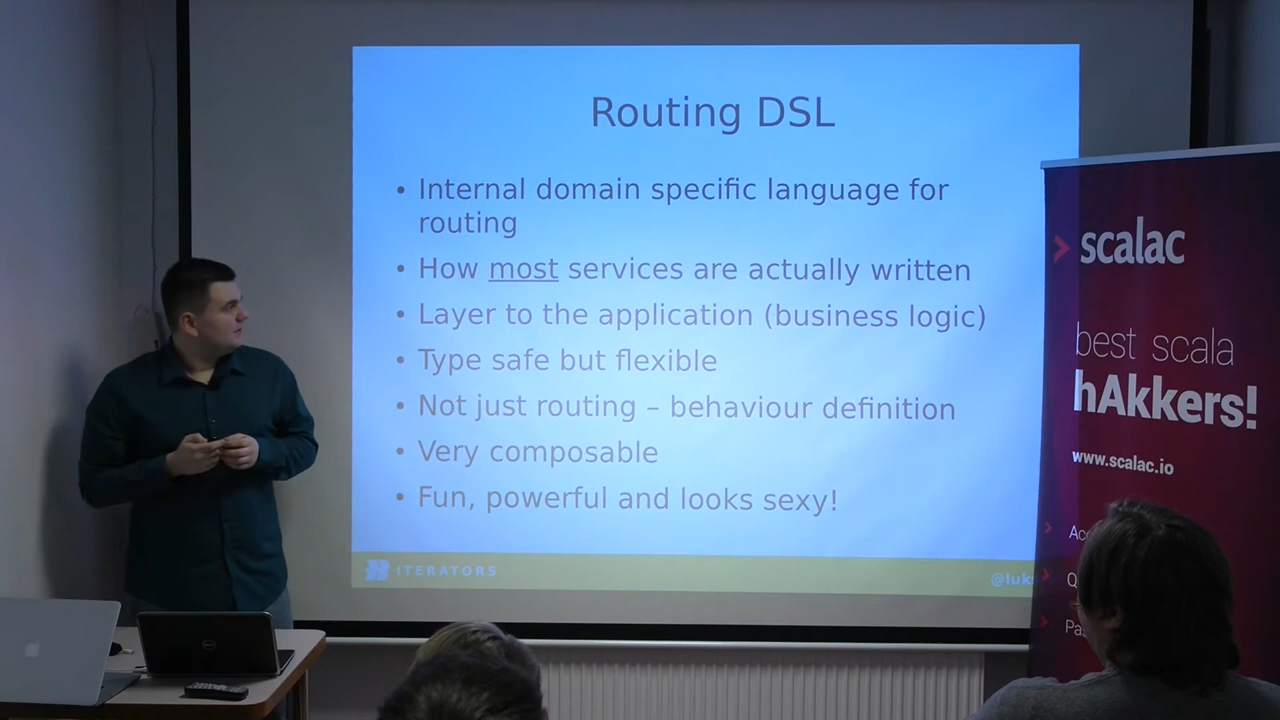 Routing DSL
• Internal domain specific language for
routing
• How most services are actually written
• Layer to the application (business logic)
• Type safe but flexible
• Not just routing – behaviour definition
• Very composable
• Fun, powerful and looks sexy!
ITERATORS
@luks
scalac
best scala
hAkkers!
www.scalac.io